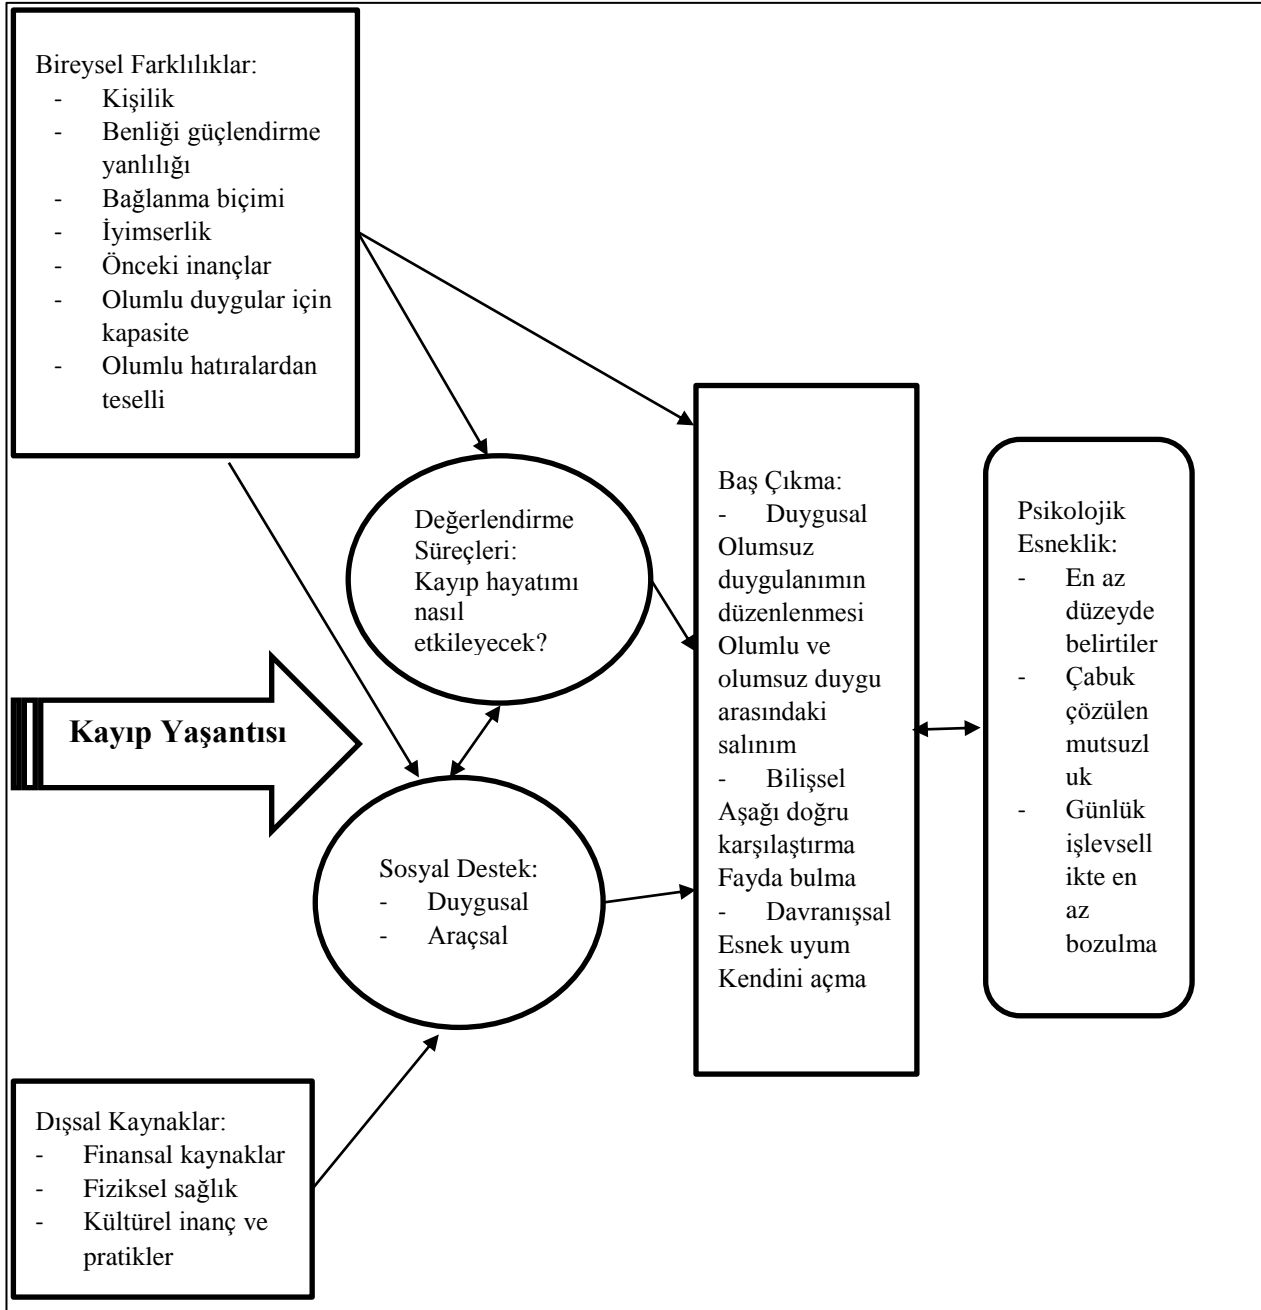 Bireysel Farklılıklar:
- Kişilik
- Benliği güçlendirme
yanlılığı
- Bağlanma biçimi
- İyimserlik
- Önceki inançlar
- Olumlu duygular için
kapasite
- Olumlu hatıralardan
teselli
Değerlendirme
Süreçleri:
Kayıp hayatımı
nasıl
etkileyecek?
Kayıp Yaşantısı
Sosyal Destek:
- Duygusal
- Araçsal
Dışsal Kaynaklar:
- Finansal kaynaklar
- Fiziksel sağlık
- Kültürel inanç ve
pratikler
Baş Çıkma:
- Duygusal
Olumsuz
duygulanımın
düzenlenmesi
Olumlu ve
olumsuz duygu
arasındaki
salınım
- Bilişsel
Aşağı doğru
karşılaştırma
Fayda bulma
- Davranışsal
Esnek uyum
Kendini açma
Psikolojik
Esneklik:
- En az
düzeyde
belirtiler
- Çabuk
çözülen
mutsuzl
uk
- Günlük
işlevsell
ikte en
az
bozulma